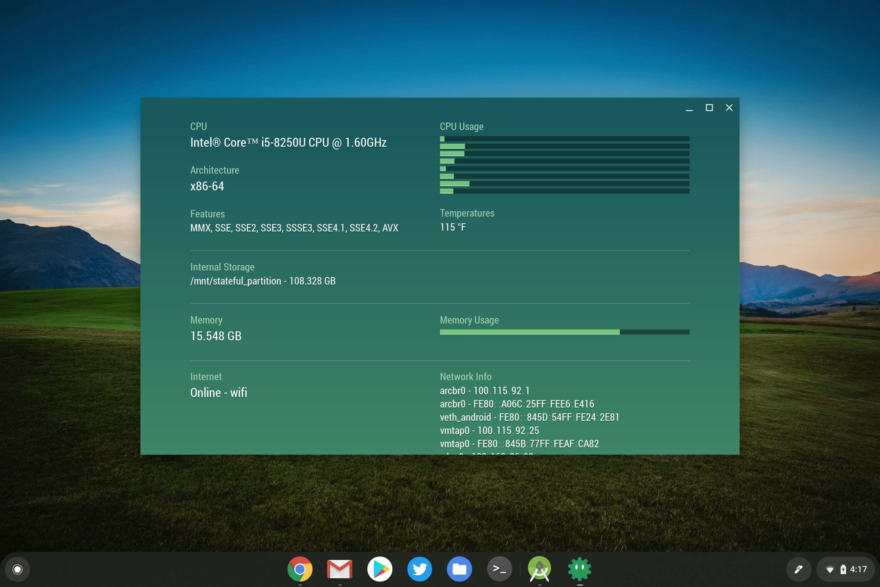 CPU
Intel® Core™ i5-8250U CPU @ 1.60GHz
Architecture
x86-64
Features
MMX, SSE, SSE2, SSE3, SSSE3, SSE4.1, SSE4.2, AVX
CPU Usage
Temperatures
115 °F
Internal Storage
/mnt/stateful_partition - 108.328 GB
Memory
15.548 GB
Memory Usage
Internet
Online - wifi
Network Info
arcbr0 - 100.115.92.1
arcbr0 - FE80::A06C:25FF:FEE6:E416
veth_android - FE80::845D:54FF:FE24:2E81
vmtap0 - 100.115.92.25
vmtap0 - FE80::845B:77FF:FEAF:CA82
>_
4:17